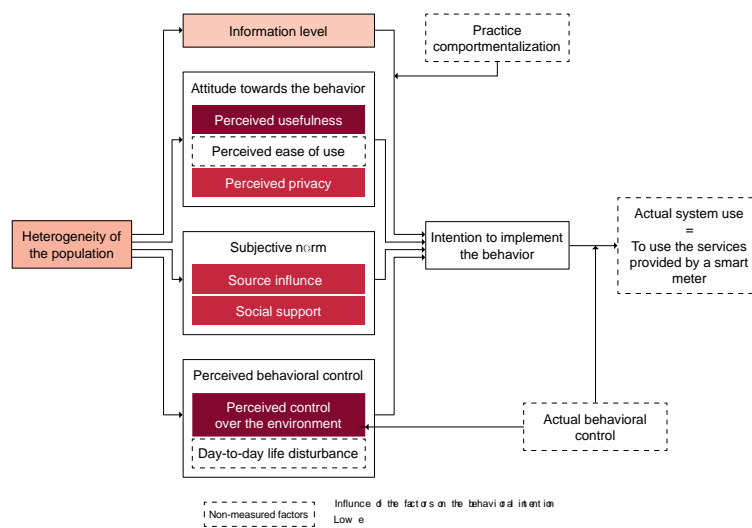 Information level
Practice
comportmentalization
Attitude towards the behavior
Perceived usefulness
Perceived ease of use
Perceived privacy
Heterogeneity of
the population
Subjective norm
Source influnce
Social support
Intention to implement
the behavior
Actual system use
=
To use the services
provided by a smart
meter
Perceived behavioral control
Perceived control
over the environment
Day-to-day life disturbance
Actual behavioral
control
Non-measured factors
Influnce of the factors on the behavioral intention
Low